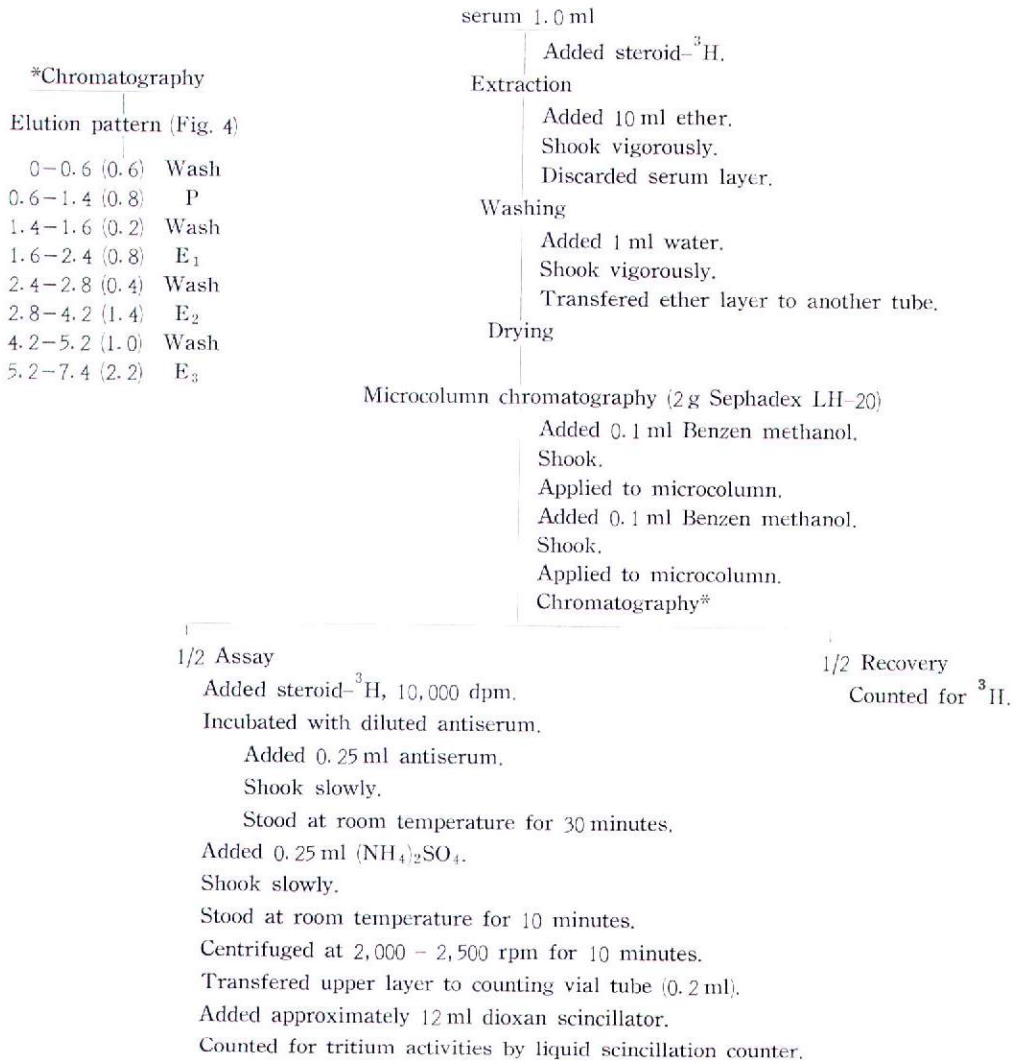 serum 1.0 ml
Added steroid-³H.
*Chromatography
Elution pattern (Fig. 4)
0-0.6 (0.6) Wash
0.6-1.4 (0.8) P
1.4-1.6 (0.2) Wash
1.6-2.4 (0.8) E₁
2.4-2.8 (0.4) Wash
2.8-4.2 (1.4) E₂
4.2-5.2 (1.0) Wash
5.2-7.4 (2.2) E₃
Extraction
Added 10 ml ether.
Shook vigorously.
Discarded serum layer.
Washing
Added 1 ml water.
Shook vigorously.
Transfered ether layer to another tube.
Drying
Microcolumn chromatography (2 g Sephadex LH-20)
Added 0.1 ml Benzen methanol.
Shook.
Applied to microcolumn.
Added 0.1 ml Benzen methanol.
Shook.
Applied to microcolumn.
Chromatography*
1/2 Assay
Added steroid-³H, 10,000 dpm.
Incubated with diluted antiserum.
Added 0.25 ml antiserum.
Shook slowly.
Stood at room temperature for 30 minutes.
Added 0.25 ml (NH₄)₂SO₄.
Shook slowly.
Stood at room temperature for 10 minutes.
Centrifuged at 2,000 - 2,500 rpm for 10 minutes.
Transfered upper layer to counting vial tube (0.2 ml).
Added approximately 12 ml dioxan scincillator.
Counted for tritium activities by liquid scincillation counter.
1/2 Recovery
Counted for ³H.